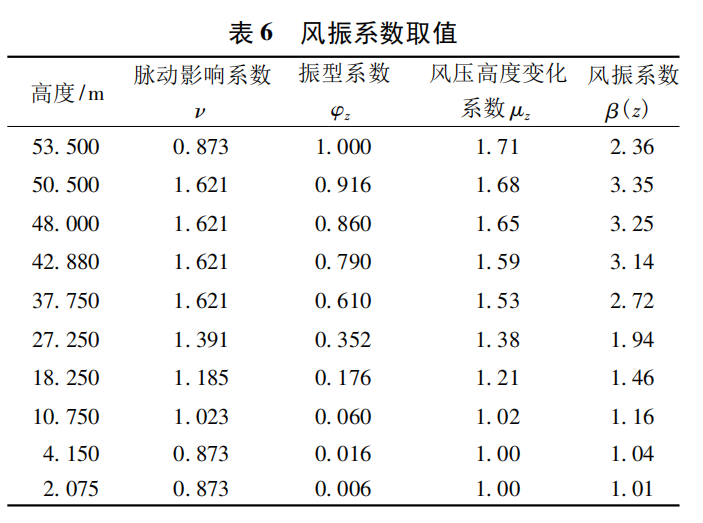 表 6 风振系数取值
高度/m 脉动影响系数 ν 振型系数 φz 风压高度变化系数 μz 风振系数 β(z)
53.500 0.873 1.000 1.71 2.36
50.500 1.621 0.916 1.68 3.35
48.000 1.621 0.860 1.65 3.25
42.880 1.621 0.790 1.59 3.14
37.750 1.621 0.610 1.53 2.72
27.250 1.391 0.352 1.38 1.94
18.250 1.185 0.176 1.21 1.46
10.750 1.023 0.060 1.02 1.16
4.150 0.873 0.016 1.00 1.04
2.075 0.873 0.006 1.00 1.01